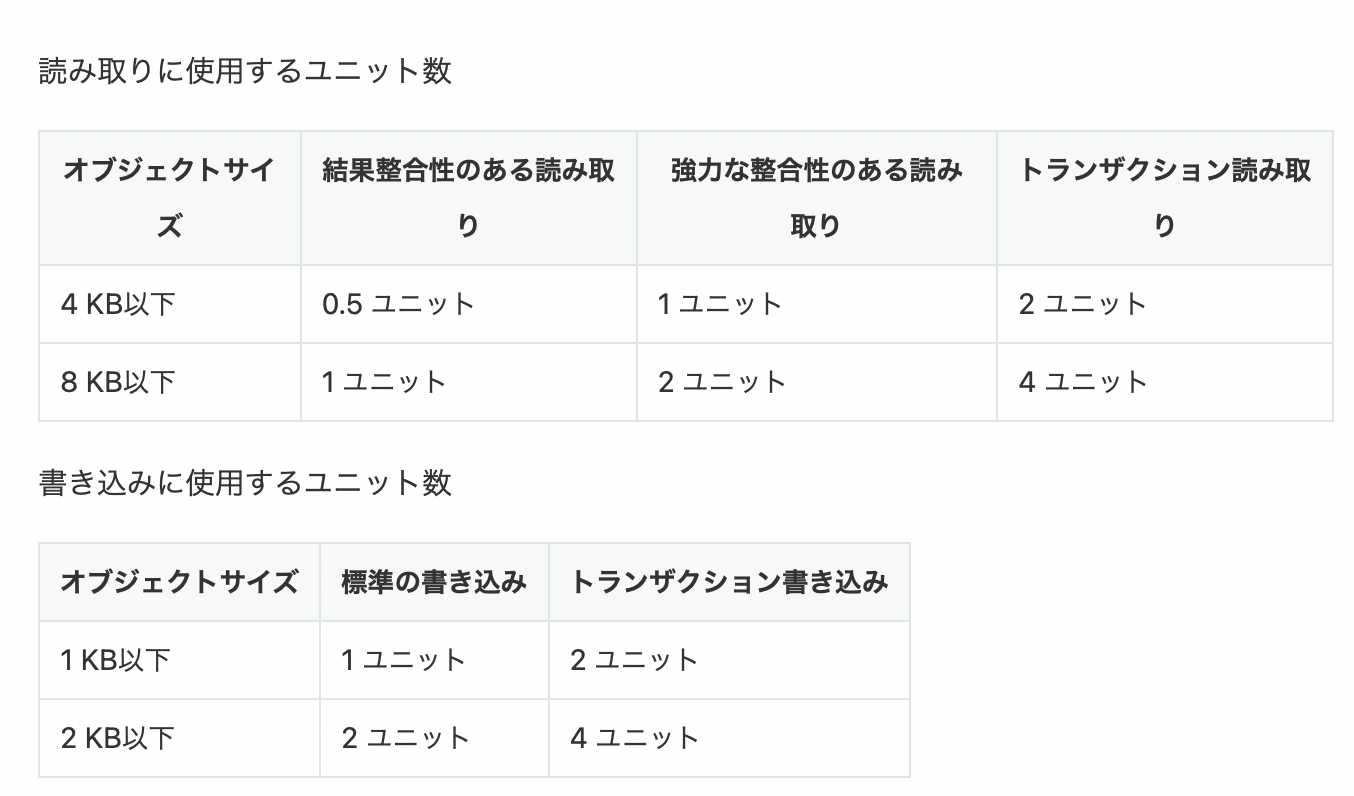 読み取りに使用するユニット数
オブジェクトサイ
ズ
結果整合性のある読み取
り
強力な整合性のある読み
取り
トランザクション読み取
り
4 KB以下 0.5 ユニット 1 ユニット 2 ユニット
8 KB以下 1 ユニット 2 ユニット 4 ユニット
書き込みに使用するユニット数
オブジェクトサイズ 標準の書き込み トランザクション書き込み
1 KB以下 1 ユニット 2 ユニット
2 KB以下 2 ユニット 4 ユニット